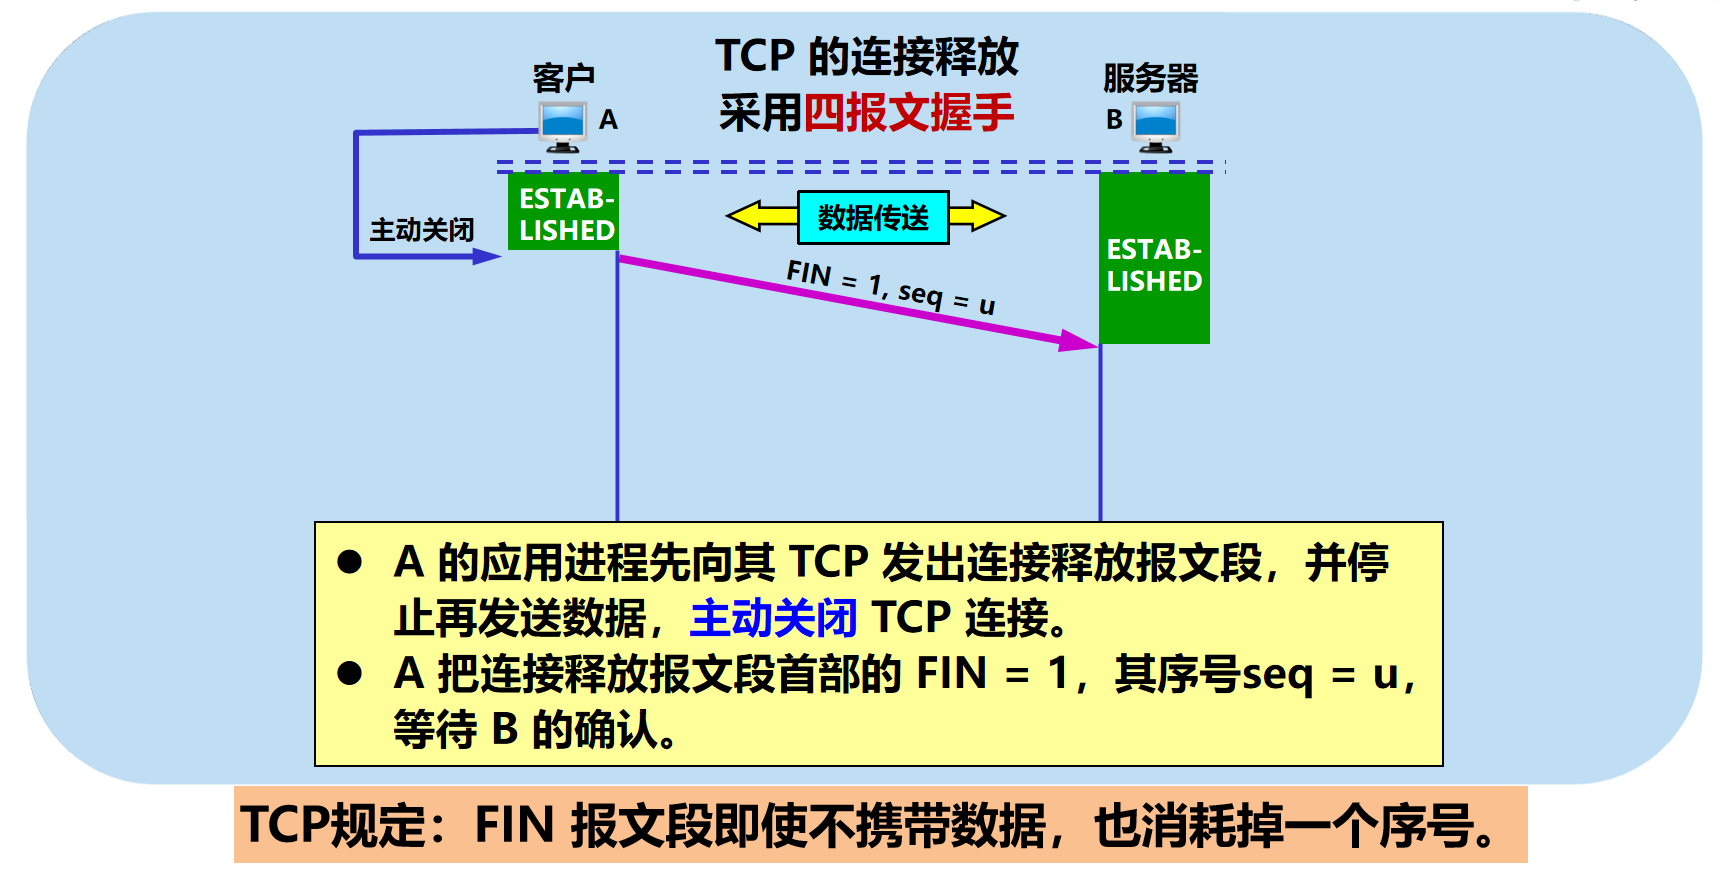 TCP 的连接释放
采用四报文握手
客户
服务器
A
B
ESTAB-
LISHED
主动关闭
数据传送
ESTAB-
LISHED
FIN = 1, seq = u
● A 的应用进程先向其 TCP 发出连接释放报文段，并停
止再发送数据，主动关闭 TCP 连接。
● A 把连接释放报文段首部的 FIN = 1，其序号seq = u，
等待 B 的确认。
TCP规定：FIN 报文段即使不携带数据，也消耗掉一个序号。